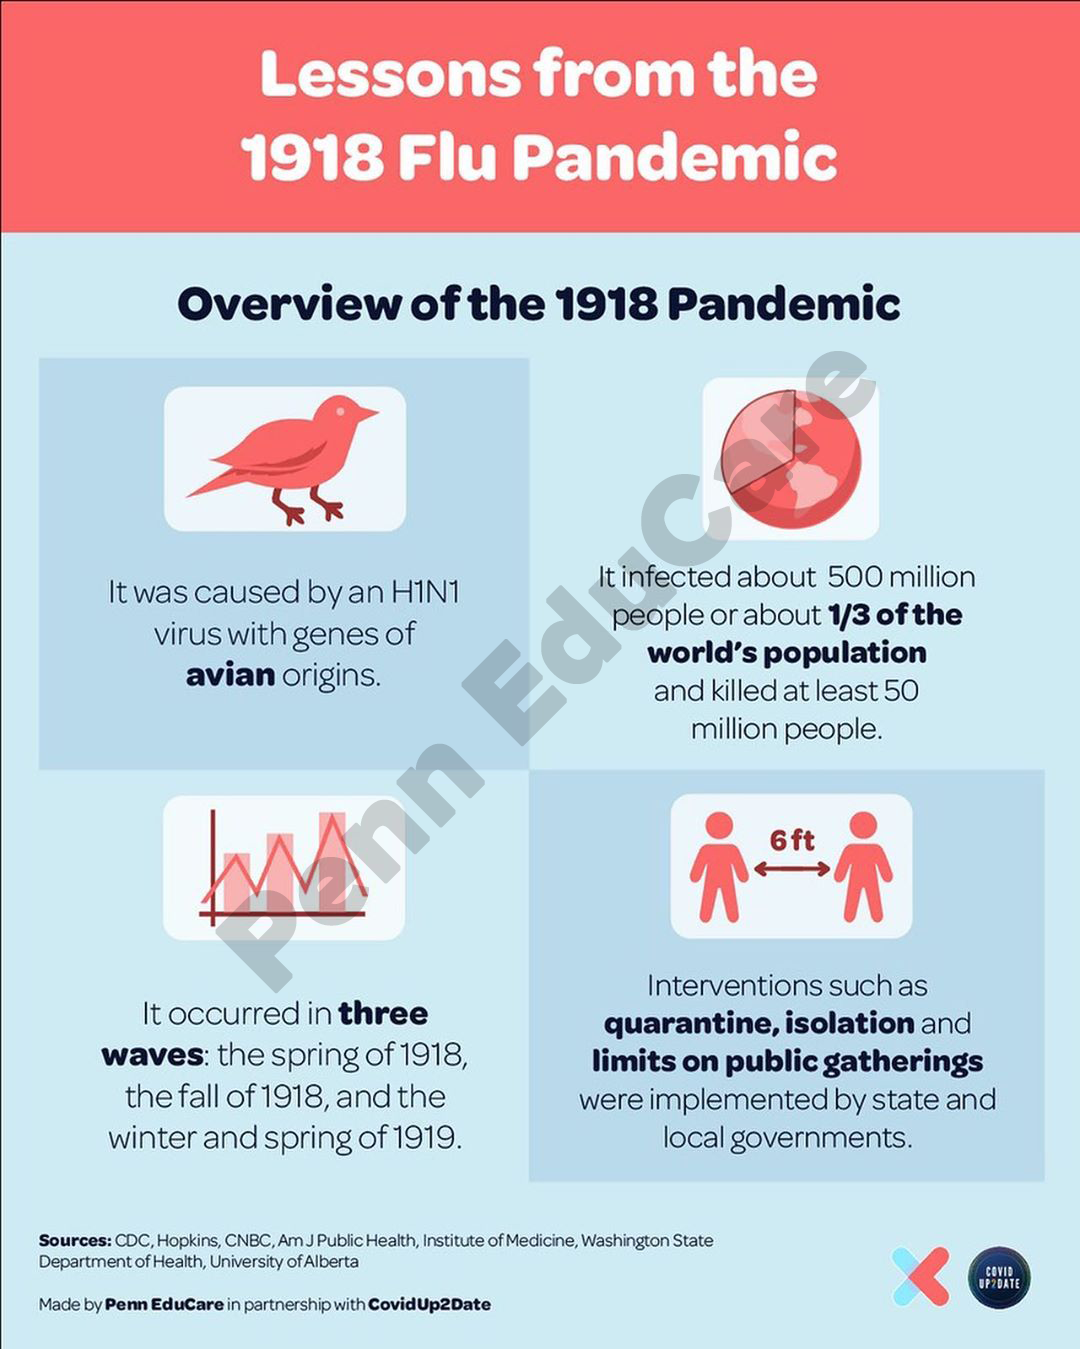 Lessons from the
1918 Flu Pandemic
Overview of the 1918 Pandemic
It was caused by an H1N1
virus with genes of
avian origins.
It infected about 500 million
people or about 1/3 of the
world's population
and killed at least 50
million people.
It occurred in three
waves: the spring of 1918,
the fall of 1918, and the
winter and spring of 1919.
6 ft
Interventions such as
quarantine, isolation and
limits on public gatherings
were implemented by state and
local governments.
Penn EduCare
Sources: CDC, Hopkins, CNBC, Am J Public Health, Institute of Medicine, Washington State
Department of Health, University of Alberta
Made by Penn EduCare in partnership with CovidUp2Date
COVID
UP2DATE